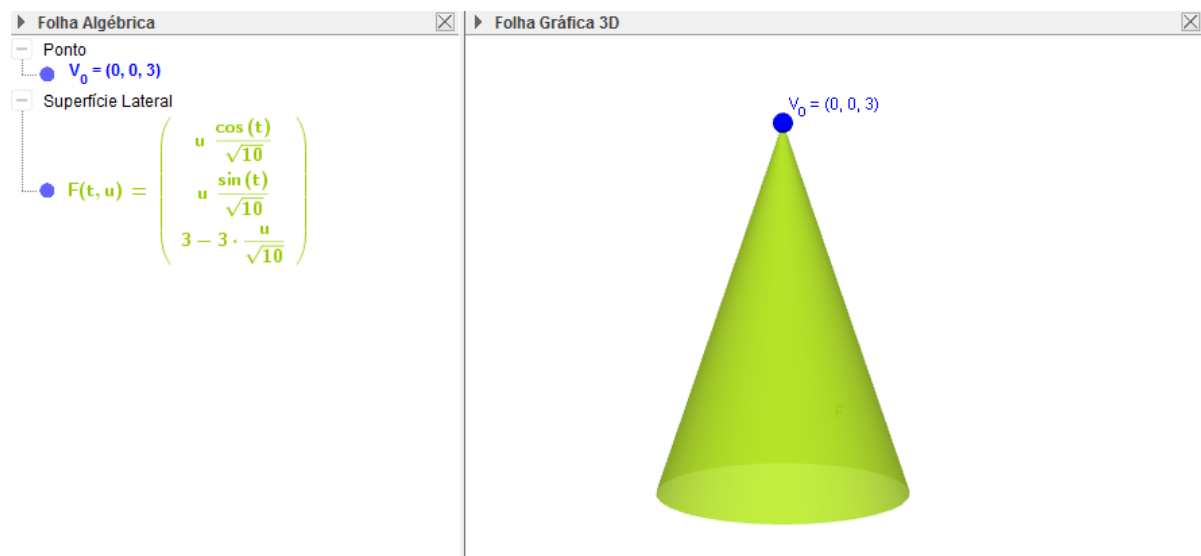 Folha Algébrica
Ponto
V₀ = (0, 0, 3)
Superfície Lateral
F(t, u) = ( u cos (t) / √10
u sin (t) / √10
3 − 3 · u / √10 )
Folha Gráfica 3D
V₀ = (0, 0, 3)
F